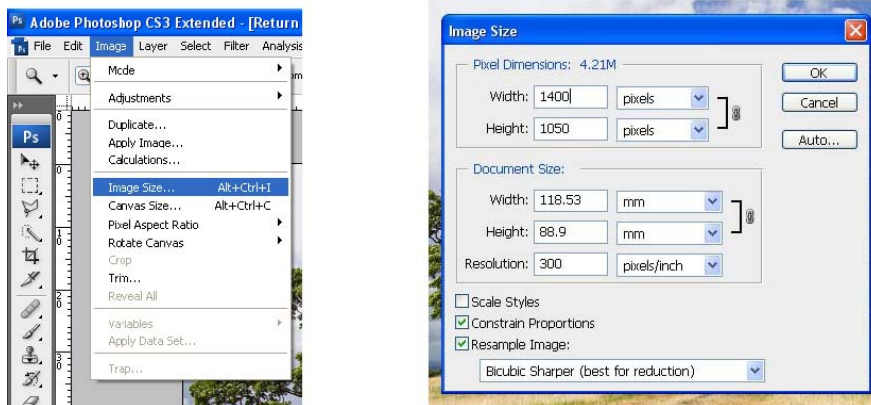 Ps Adobe Photoshop CS3 Extended - [Return
File Edit Image Layer Select Filter Analysis
Mode
Adjustments
Ps
Duplicate...
Apply Image...
Calculations...
Image Size... Alt+Ctrl+I
Canvas Size... Alt+Ctrl+C
Pixel Aspect Ratio
Rotate Canvas
Crop
Trim...
Reveal All
Variables
Apply Data Set...
Trap...
Image Size
Pixel Dimensions: 4.21M
Width: 1400 pixels
Height: 1050 pixels
Document Size:
Width: 118.53 mm
Height: 88.9 mm
Resolution: 300 pixels/inch
Scale Styles
Constrain Proportions
Resample Image:
Bicubic Sharper (best for reduction)
OK
Cancel
Auto...